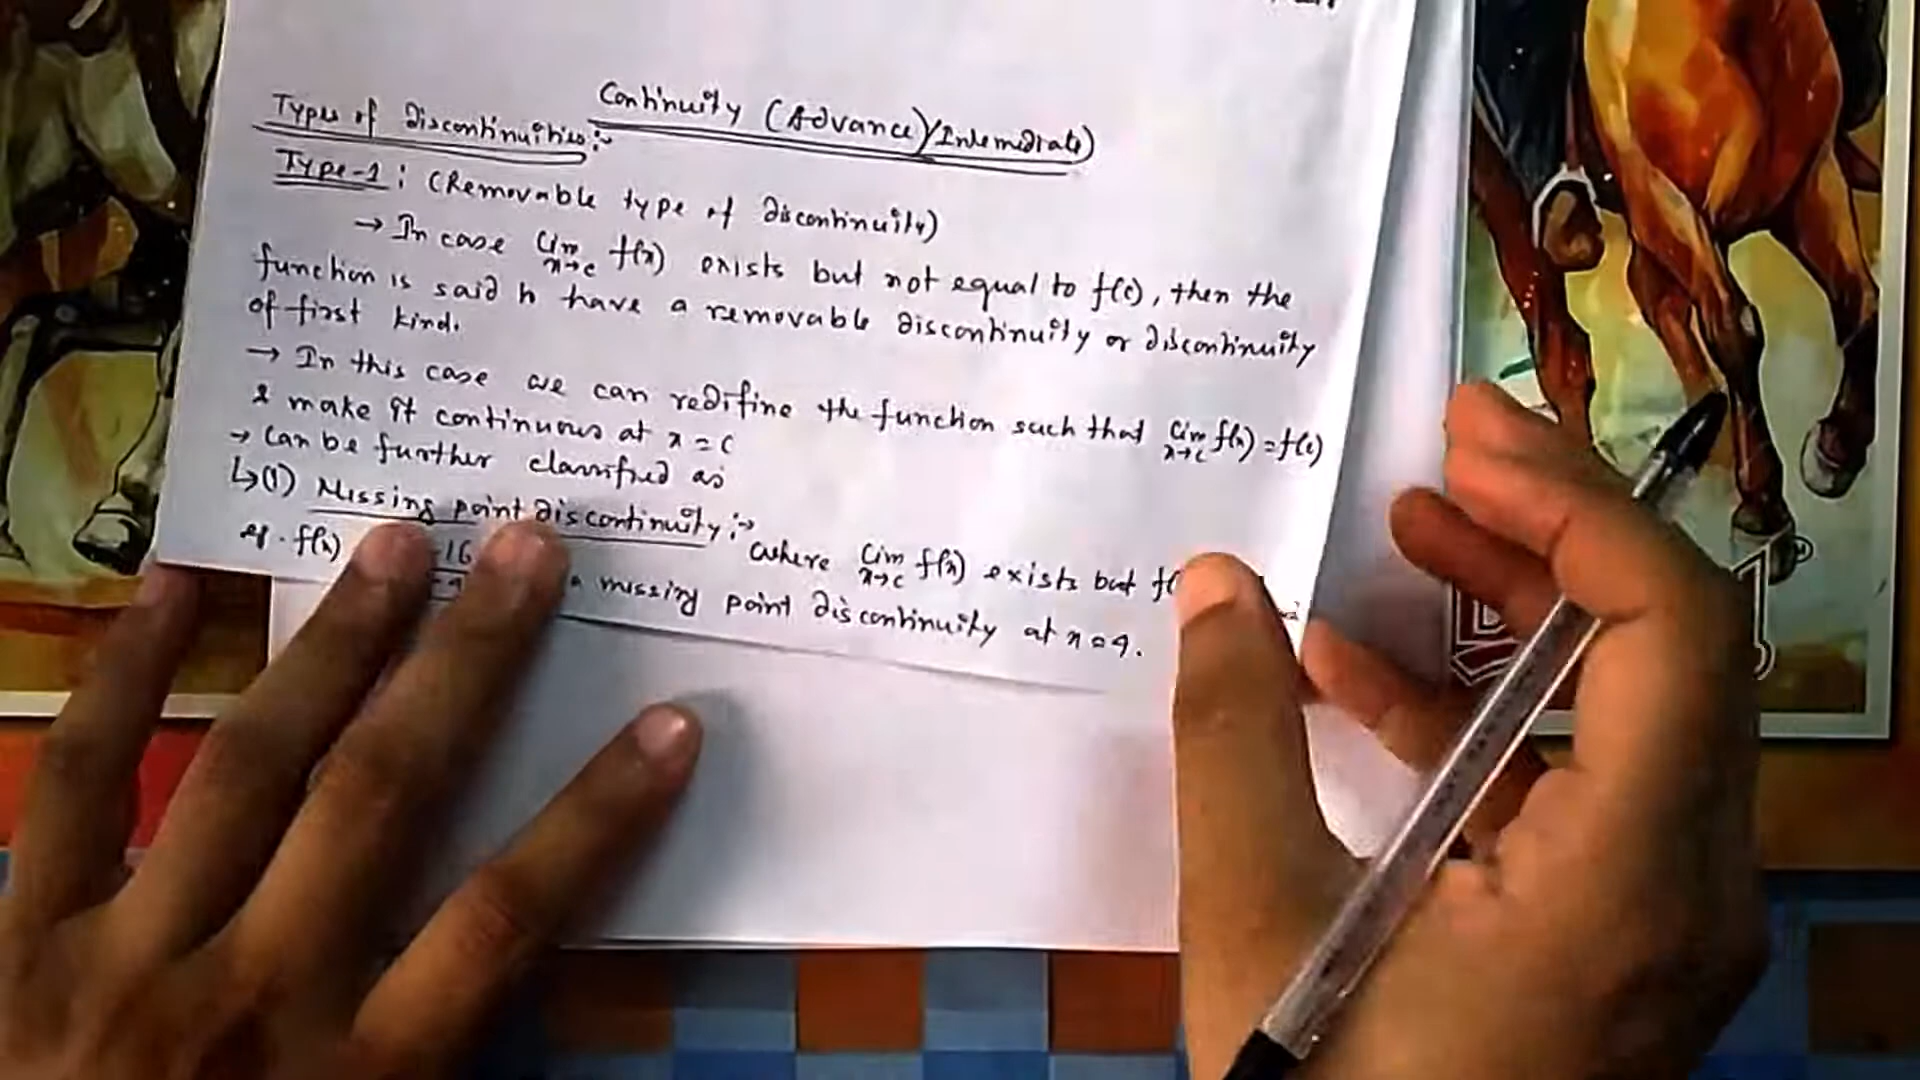 Continuity (Advance)/Intemediate)
Types of discontinuities :-
Type-1 : (Removable type of discontinuity)
→ In case lim x→c f(x) exists but not equal to f(c), then the
function is said to have a removable discontinuity or discontinuity
of first kind.
→ In this case we can redifine the function such that lim x→c f(x) = f(c)
& make it continuous at x = c
→ Can be further classified as
↳(1) Missing point discontinuity :→ where lim x→c f(x) exists but f(
eg. f(x) -16 a missing point discontinuity at x = 4.